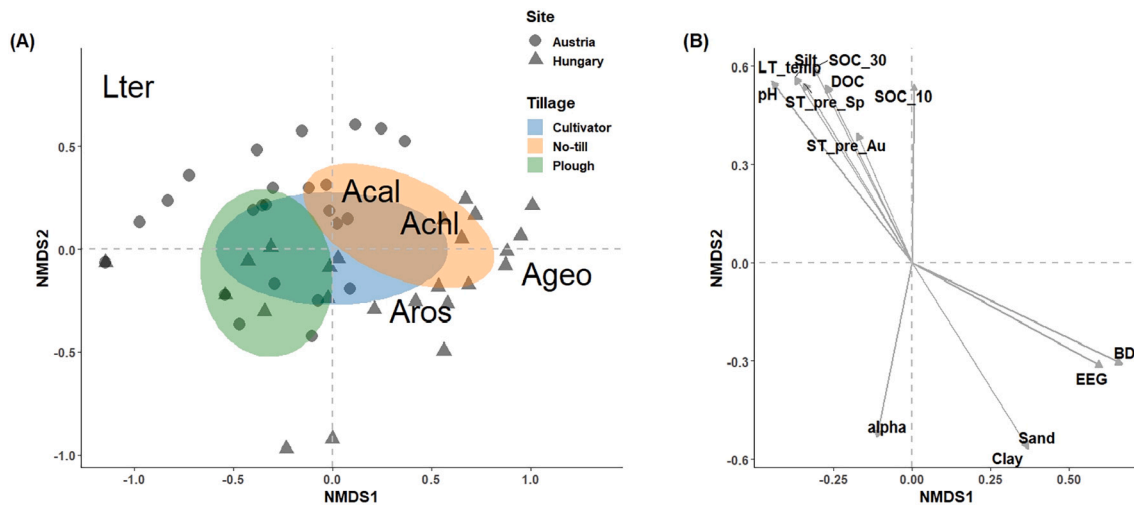 Site
Austria
Hungary
Tillage
Cultivator
No-till
Plough
(A)
Lter
Acal
Achl
Ageo
Aros
0.5
0.0
-0.5
-1.0
NMDS2
-1.0
-0.5
0.0
0.5
1.0
NMDS1
(B)
LT_temp
Silt
SOC_30
DOC
pH
ST_pre_Sp
SOC_10
ST_pre_Au
BD
EEG
alpha
Sand
Clay
0.6
0.3
0.0
-0.3
-0.6
NMDS2
-0.25
0.00
0.25
0.50
NMDS1